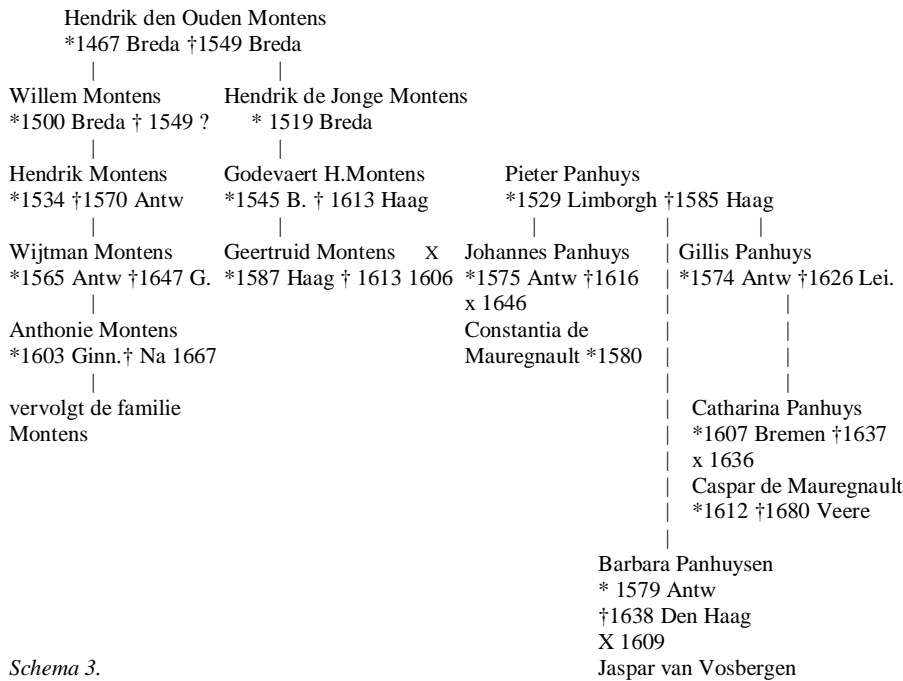 Hendrik den Ouden Montens
*1467 Breda †1549 Breda
Willem Montens Hendrik de Jonge Montens
*1500 Breda † 1549 ? * 1519 Breda
Hendrik Montens Godevaert H.Montens Pieter Panhuys
*1534 †1570 Antw *1545 B. † 1613 Haag *1529 Limborgh †1585 Haag
Wijtman Montens Geertruid Montens X Johannes Panhuys Gillis Panhuys
*1565 Antw †1647 G. *1587 Haag † 1613 1606 *1575 Antw †1616 *1574 Antw †1626 Lei.
x 1646
Anthonie Montens Constantia de
*1603 Ginn.† Na 1667 Mauregnault *1580
vervolgt de familie Catharina Panhuys
Montens *1607 Bremen †1637
x 1636
Caspar de Mauregnault
*1612 †1680 Veere
Barbara Panhuysen
* 1579 Antw
†1638 Den Haag
X 1609
Schema 3. Jaspar van Vosbergen